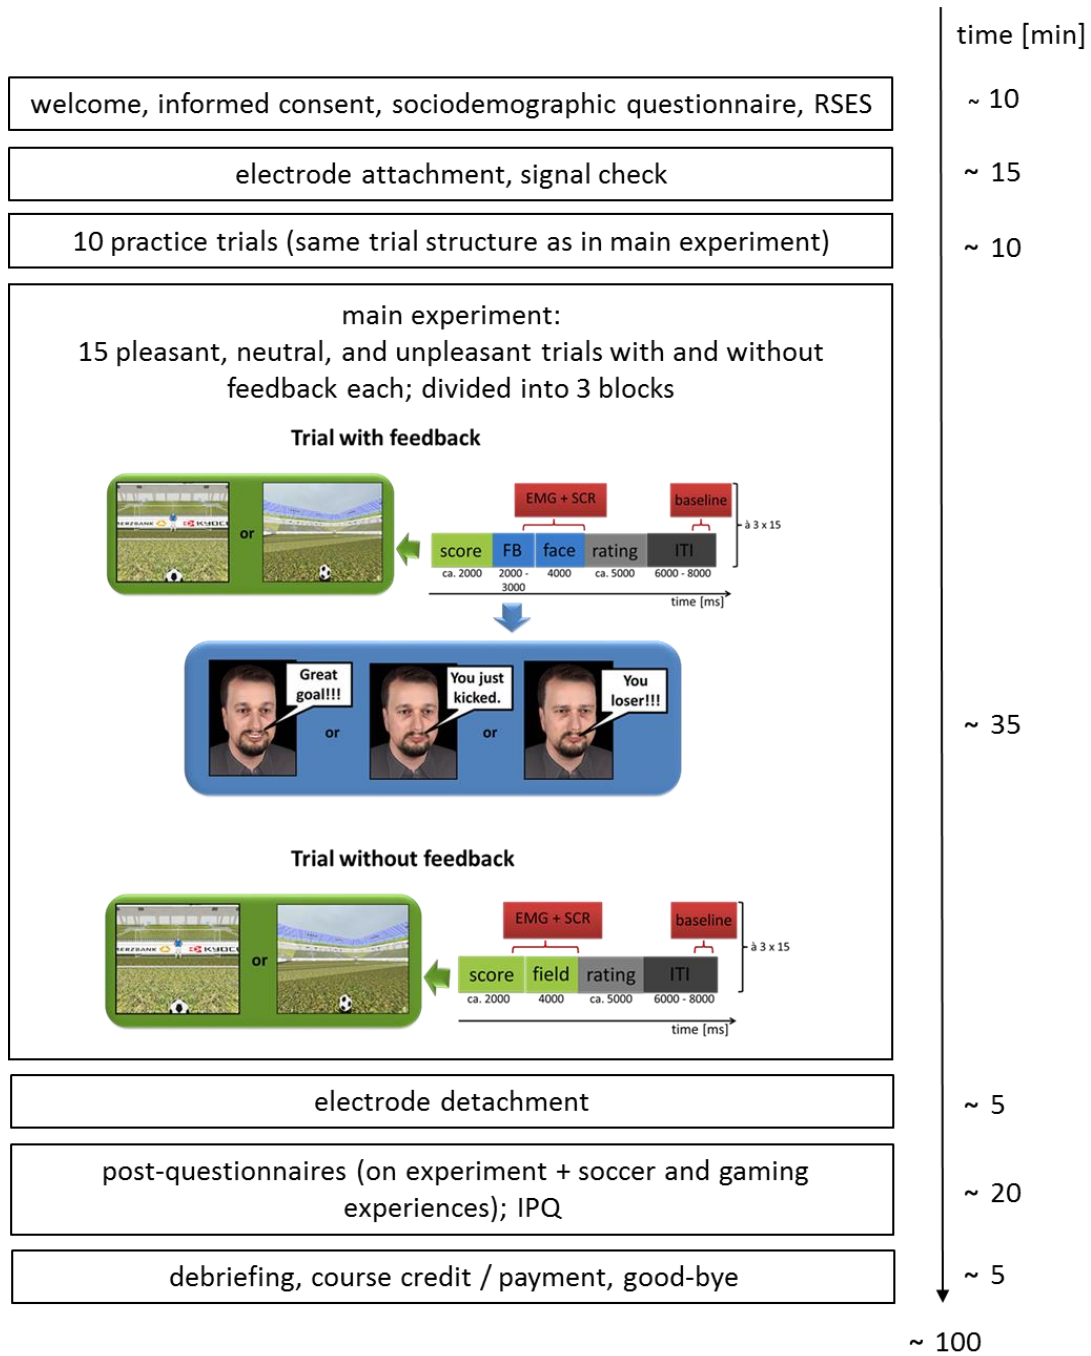 time [min]
welcome, informed consent, sociodemographic questionnaire, RSES
~ 10
electrode attachment, signal check
~ 15
10 practice trials (same trial structure as in main experiment)
~ 10
main experiment:
15 pleasant, neutral, and unpleasant trials with and without
feedback each; divided into 3 blocks
Trial with feedback
EMG + SCR
baseline
à 3 x 15
or
score
FB
face
rating
ITI
ca. 2000
2000 -
3000
4000
ca. 5000
6000 - 8000
time [ms]
Great
goal!!!
or
You just
kicked.
or
You
loser!!!
~ 35
Trial without feedback
EMG + SCR
baseline
à 3 x 15
or
score
field
rating
ITI
ca. 2000
4000
ca. 5000
6000 - 8000
time [ms]
electrode detachment
~ 5
post-questionnaires (on experiment + soccer and gaming
experiences); IPQ
~ 20
debriefing, course credit / payment, good-bye
~ 5
~ 100